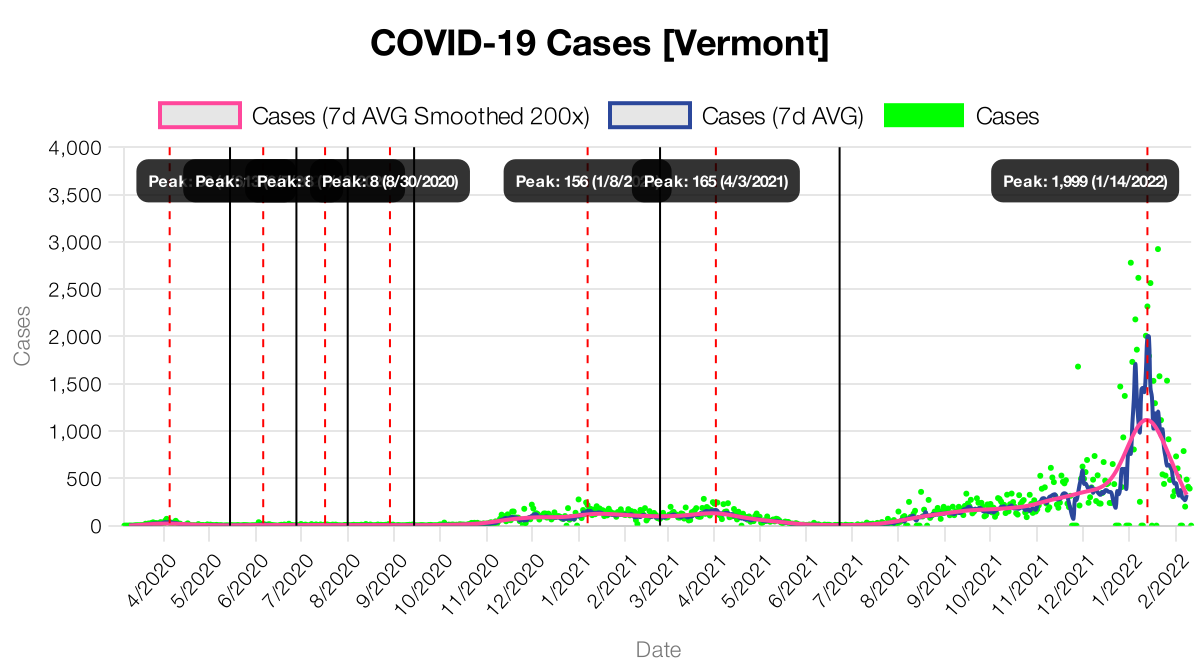 COVID-19 Cases [Vermont]
Cases (7d AVG Smoothed 200x)
Cases (7d AVG)
Cases
4,000
3,500
3,000
2,500
2,000
1,500
1,000
500
0
Cases
Peak:
Peak:
Peak: 8
Peak: 8 (8/30/2020)
Peak: 156 (1/8/20
Peak: 165 (4/3/2021)
Peak: 1,999 (1/14/2022)
4/2020
5/2020
6/2020
7/2020
8/2020
9/2020
10/2020
11/2020
12/2020
1/2021
2/2021
3/2021
4/2021
5/2021
6/2021
7/2021
8/2021
9/2021
10/2021
11/2021
12/2021
1/2022
2/2022
Date